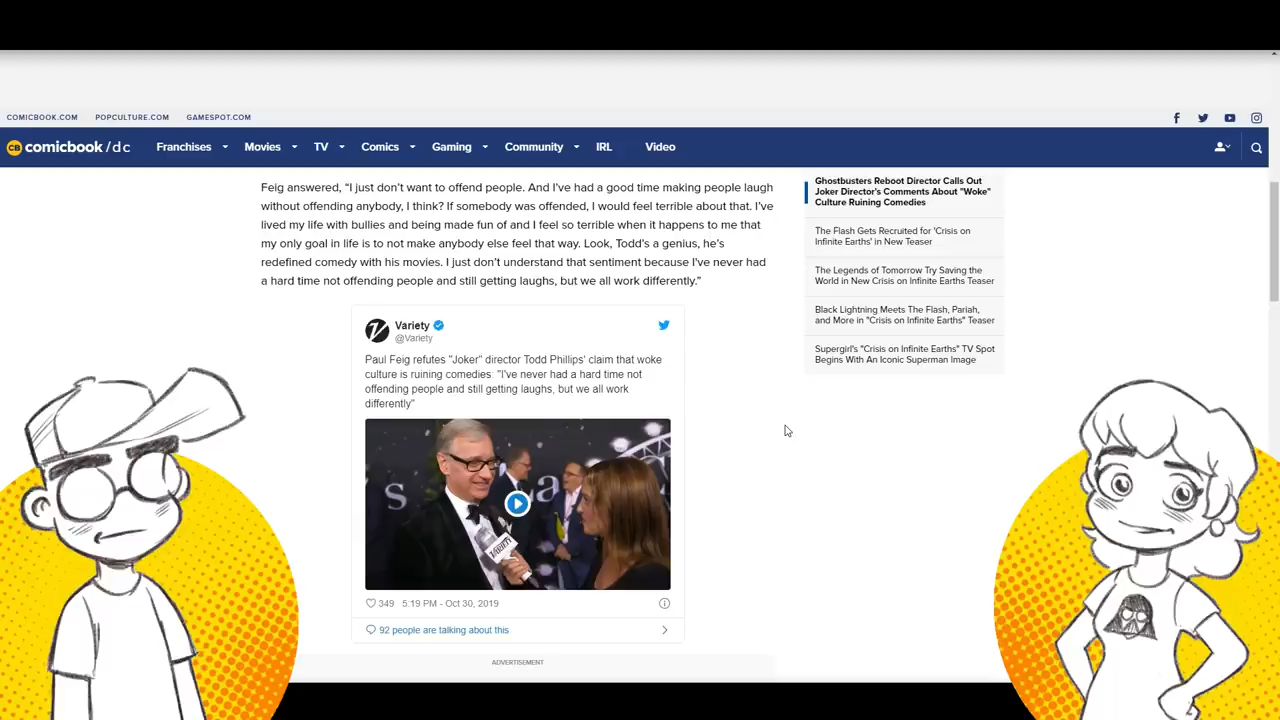 COMICBOOK.COM POPCULTURE.COM GAMESPOT.COM
CB comicbook/dc Franchises Movies TV Comics Gaming Community IRL Video
Feig answered, “I just don’t want to offend people. And I’ve had a good time making people laugh
without offending anybody, I think? If somebody was offended, I would feel terrible about that. I’ve
lived my life with bullies and being made fun of and I feel so terrible when it happens to me that
my only goal in life is to not make anybody else feel that way. Look, Todd’s a genius, he’s
redefined comedy with his movies. I just don’t understand that sentiment because I’ve never had
a hard time not offending people and still getting laughs, but we all work differently.”
Variety
@Variety
Paul Feig refutes "Joker" director Todd Phillips' claim that woke
culture is ruining comedies: "I've never had a hard time not
offending people and still getting laughs, but we all work
differently"
VARIETY
349 5:19 PM - Oct 30, 2019
92 people are talking about this
ADVERTISEMENT
Ghostbusters Reboot Director Calls Out
Joker Director's Comments About "Woke"
Culture Ruining Comedies
The Flash Gets Recruited for 'Crisis on
Infinite Earths' in New Teaser
The Legends of Tomorrow Try Saving the
World in New Crisis on Infinite Earths Teaser
Black Lightning Meets The Flash, Pariah,
and More in "Crisis on Infinite Earths" Teaser
Supergirl's "Crisis on Infinite Earths" TV Spot
Begins With An Iconic Superman Image